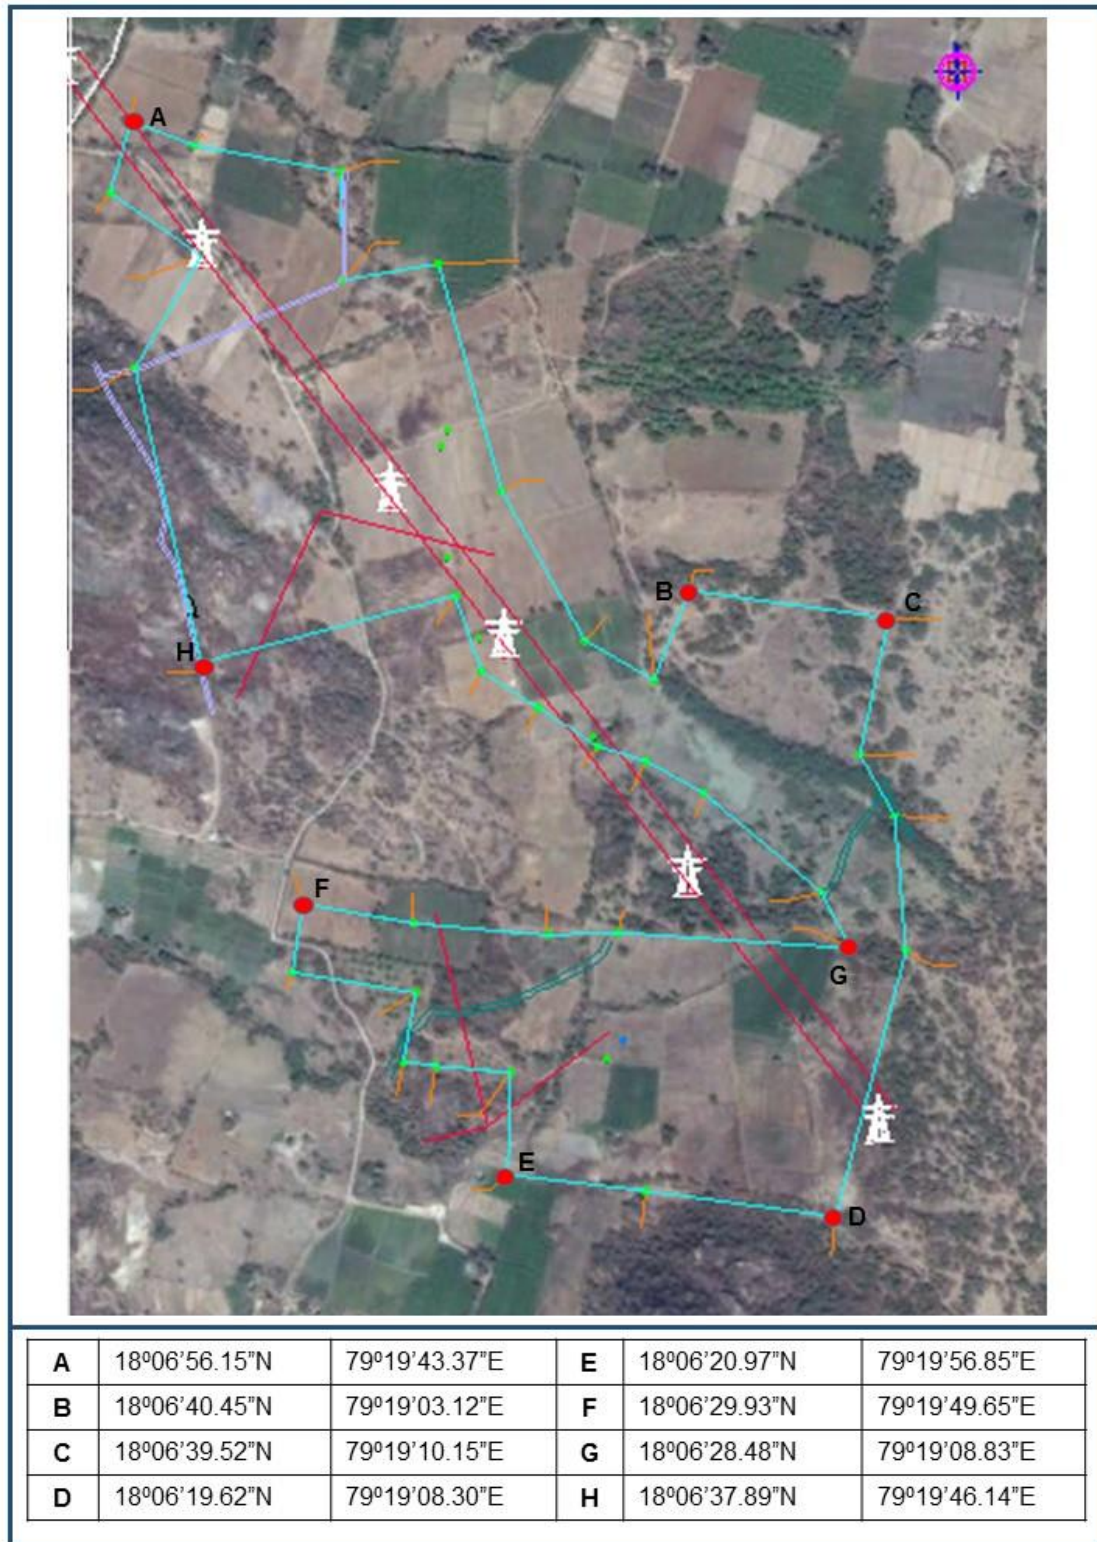 A
B
C
H
F
G
E
D
A 18º06’56.15”N 79º19’43.37”E E 18º06’20.97”N 79º19’56.85”E
B 18º06’40.45”N 79º19’03.12”E F 18º06’29.93”N 79º19’49.65”E
C 18º06’39.52”N 79º19’10.15”E G 18º06’28.48”N 79º19’08.83”E
D 18º06’19.62”N 79º19’08.30”E H 18º06’37.89”N 79º19’46.14”E